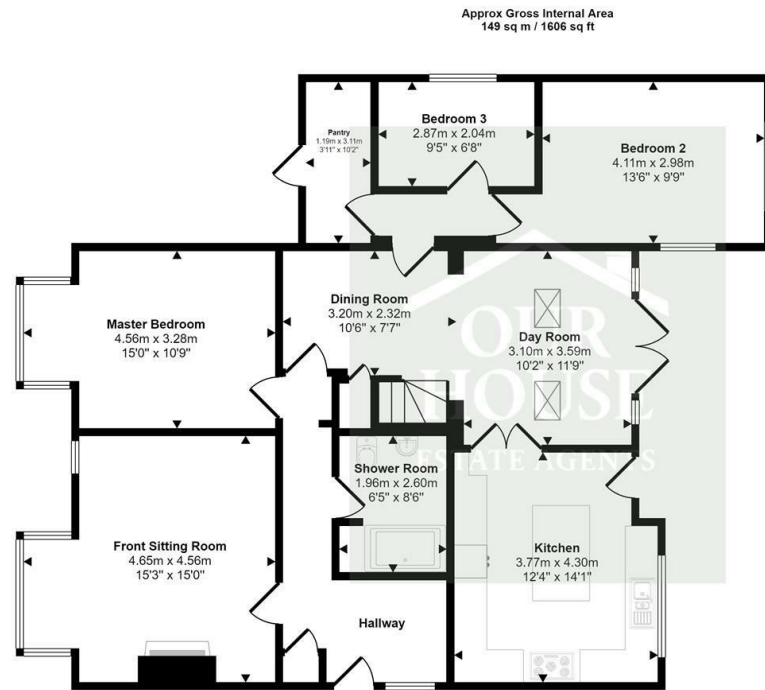 Approx Gross Internal Area
149 sq m / 1606 sq ft
Pantry
1.19m x 3.11m
3'11" x 10'2"
Bedroom 3
2.87m x 2.04m
9'5" x 6'8"
Bedroom 2
4.11m x 2.98m
13'6" x 9'9"
Master Bedroom
4.56m x 3.28m
15'0" x 10'9"
Dining Room
3.20m x 2.32m
10'6" x 7'7"
Day Room
3.10m x 3.59m
10'2" x 11'9"
OUR
HOUSE
ESTATE AGENTS
Shower Room
1.96m x 2.60m
6'5" x 8'6"
Front Sitting Room
4.65m x 4.56m
15'3" x 15'0"
Kitchen
3.77m x 4.30m
12'4" x 14'1"
Hallway